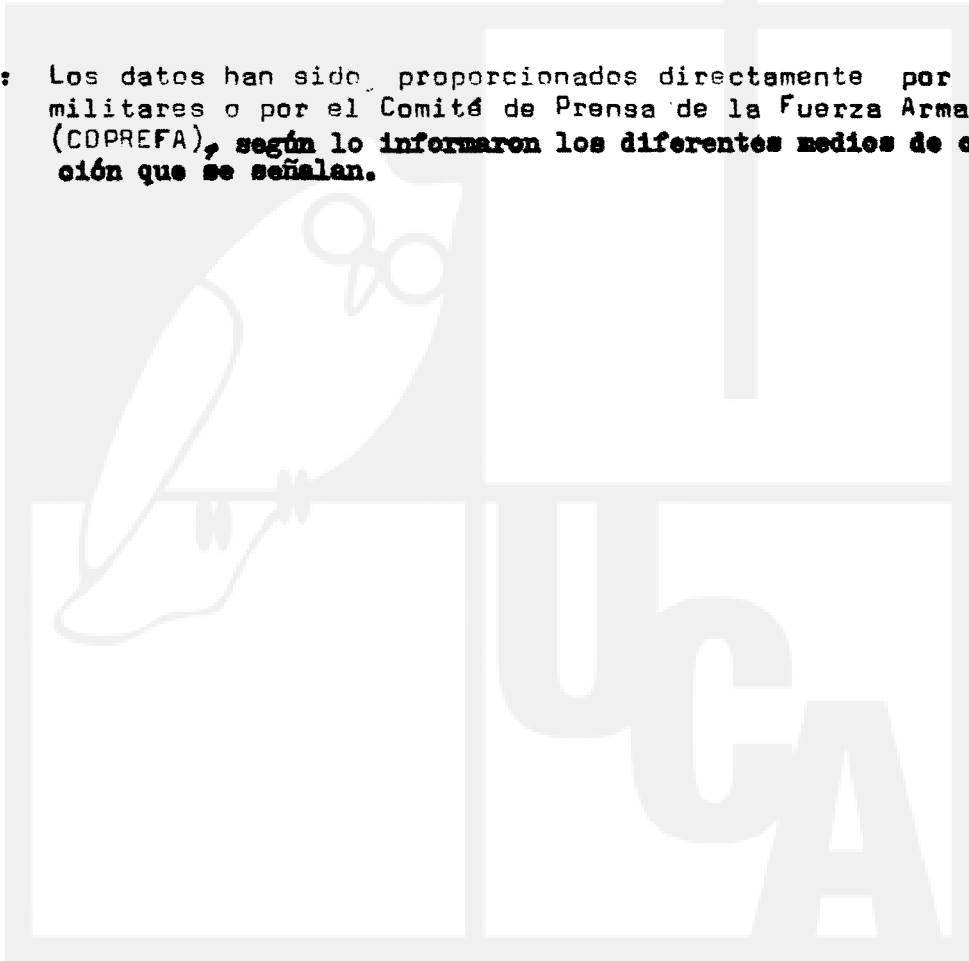 : Los datos han sido proporcionados directamente por
militares o por el Comité de Prensa de la Fuerza Arma
(COPREFA), según lo informaron los diferentes medios de c
ción que se señalan.
UCA